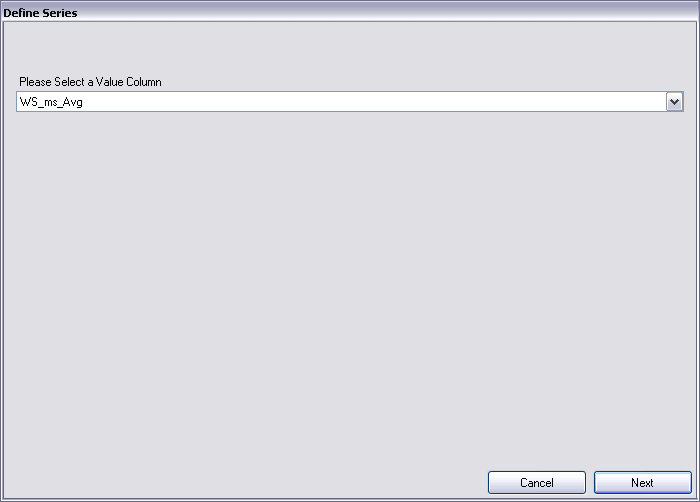 Define Series
Please Select a Value Column
WS_ms_Avg
Cancel
Next